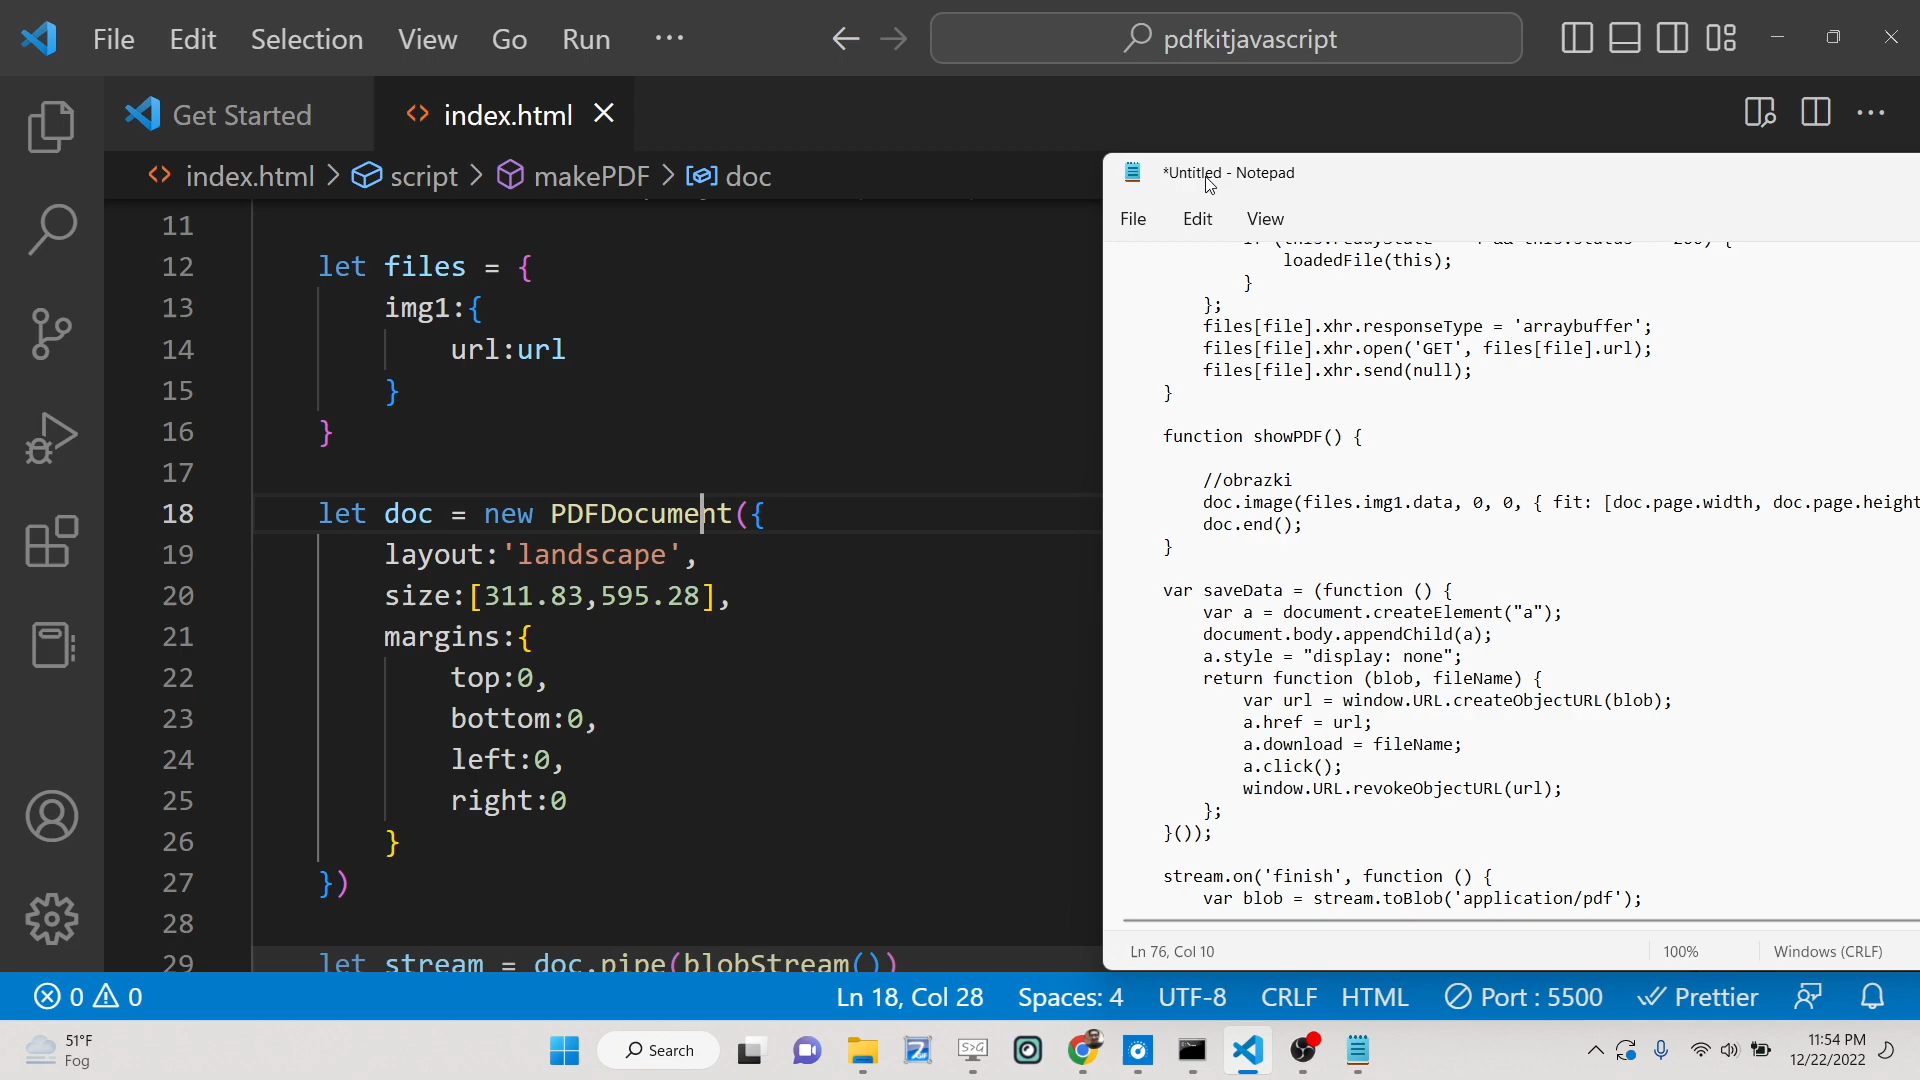 File Edit Selection View Go Run ···
pdfkitjavascript
Get Started
index.html
index.html > script > makePDF > doc
11
12 let files = {
13 img1:{
14 url:url
15 }
16 }
17
18 let doc = new PDFDocument({
19 layout:'landscape',
20 size:[311.83,595.28],
21 margins:{
22 top:0,
23 bottom:0,
24 left:0,
25 right:0
26 }
27 })
28
29 let stream = doc.pipe(blobStream())
*Untitled - Notepad
File Edit View
loadedFile(this);
}
};
files[file].xhr.responseType = 'arraybuffer';
files[file].xhr.open('GET', files[file].url);
files[file].xhr.send(null);
}
function showPDF() {
//obrazki
doc.image(files.img1.data, 0, 0, { fit: [doc.page.width, doc.page.height
doc.end();
}
var saveData = (function () {
var a = document.createElement("a");
document.body.appendChild(a);
a.style = "display: none";
return function (blob, fileName) {
var url = window.URL.createObjectURL(blob);
a.href = url;
a.download = fileName;
a.click();
window.URL.revokeObjectURL(url);
};
}());
stream.on('finish', function () {
var blob = stream.toBlob('application/pdf');
Ln 76, Col 10 100% Windows (CRLF)
0 0 Ln 18, Col 28 Spaces: 4 UTF-8 CRLF HTML Port : 5500 Prettier
51°F
Fog
Search
11:54 PM
12/22/2022